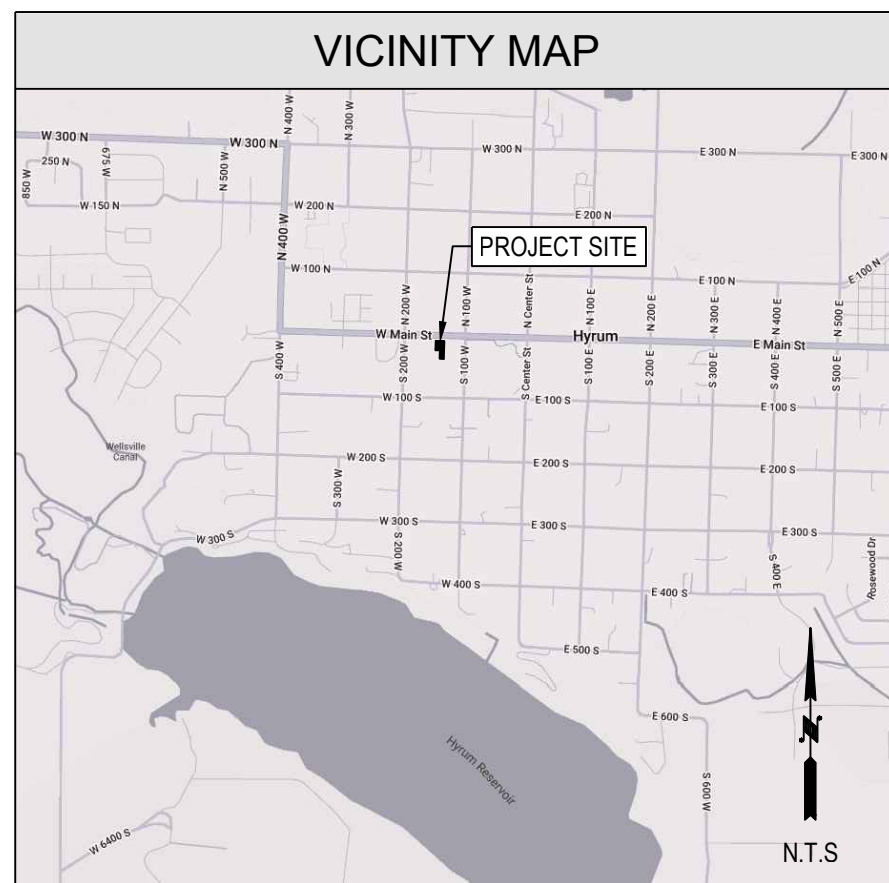 VICINITY MAP
W 300 N
N 400 W
N 300 W
W 300 N
W 300 N
E 300 N
E 300 N
250 N
675 W
N 500 W
850 W
W 150 N
W 200 N
E 200 N
N 400 W
PROJECT SITE
W 100 N
N 200 W
N 100 W
N Center St
N 100 E
N 200 E
E 100 N
N 300 E
N 400 E
N 500 E
E 100 N
W Main St
Hyrum
E Main St
S 400 W
S 200 W
S 100 W
S Center St
S 100 E
S 200 E
S 300 E
S 400 E
S 500 E
W 100 S
E 100 S
E 100 S
Wellsville
Canal
W 200 S
S 300 W
E 200 S
E 200 S
W 300 S
W 300 S
S 200 W
E 300 S
E 300 S
S 400 E
Rosewood Dr
W 400 S
E 400 S
E 500 S
N
E 600 S
Hyrum Reservoir
S 600 W
W 6400 S
N.T.S